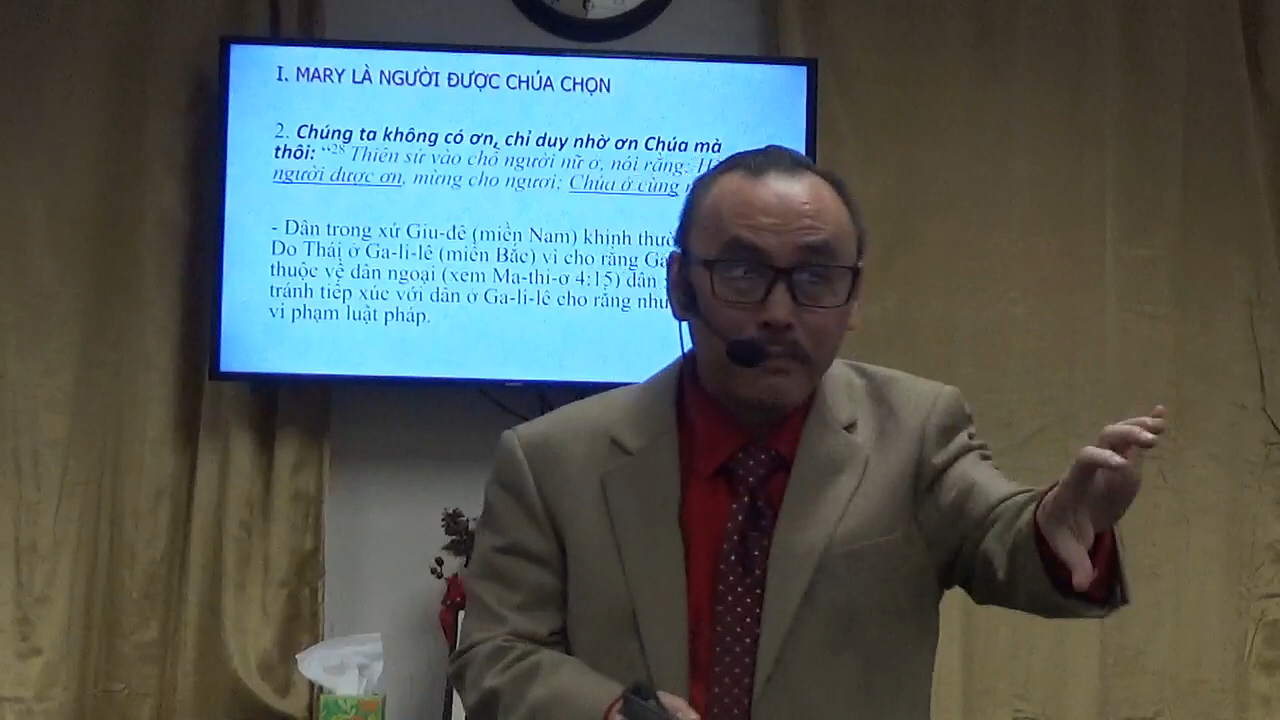 I. MARY LÀ NGƯỜI ĐƯỢC CHÚA CHỌN
2. Chúng ta không có ơn, chỉ duy nhờ ơn Chúa mà
thôi: “²⁸ Thiên sứ vào chỗ người nữ ở, nói rằng:
người được ơn, mừng cho ngươi; Chúa ở cùng
- Dân trong xứ Giu-đê (miền Nam) khinh
Do Thái ở Ga-li-lê (miền Bắc) vì cho rằng
thuộc về dân ngoại (xem Ma-thi-ơ 4:15) dân
tránh tiếp xúc với dân ở Ga-li-lê cho rằng
vi phạm luật pháp.